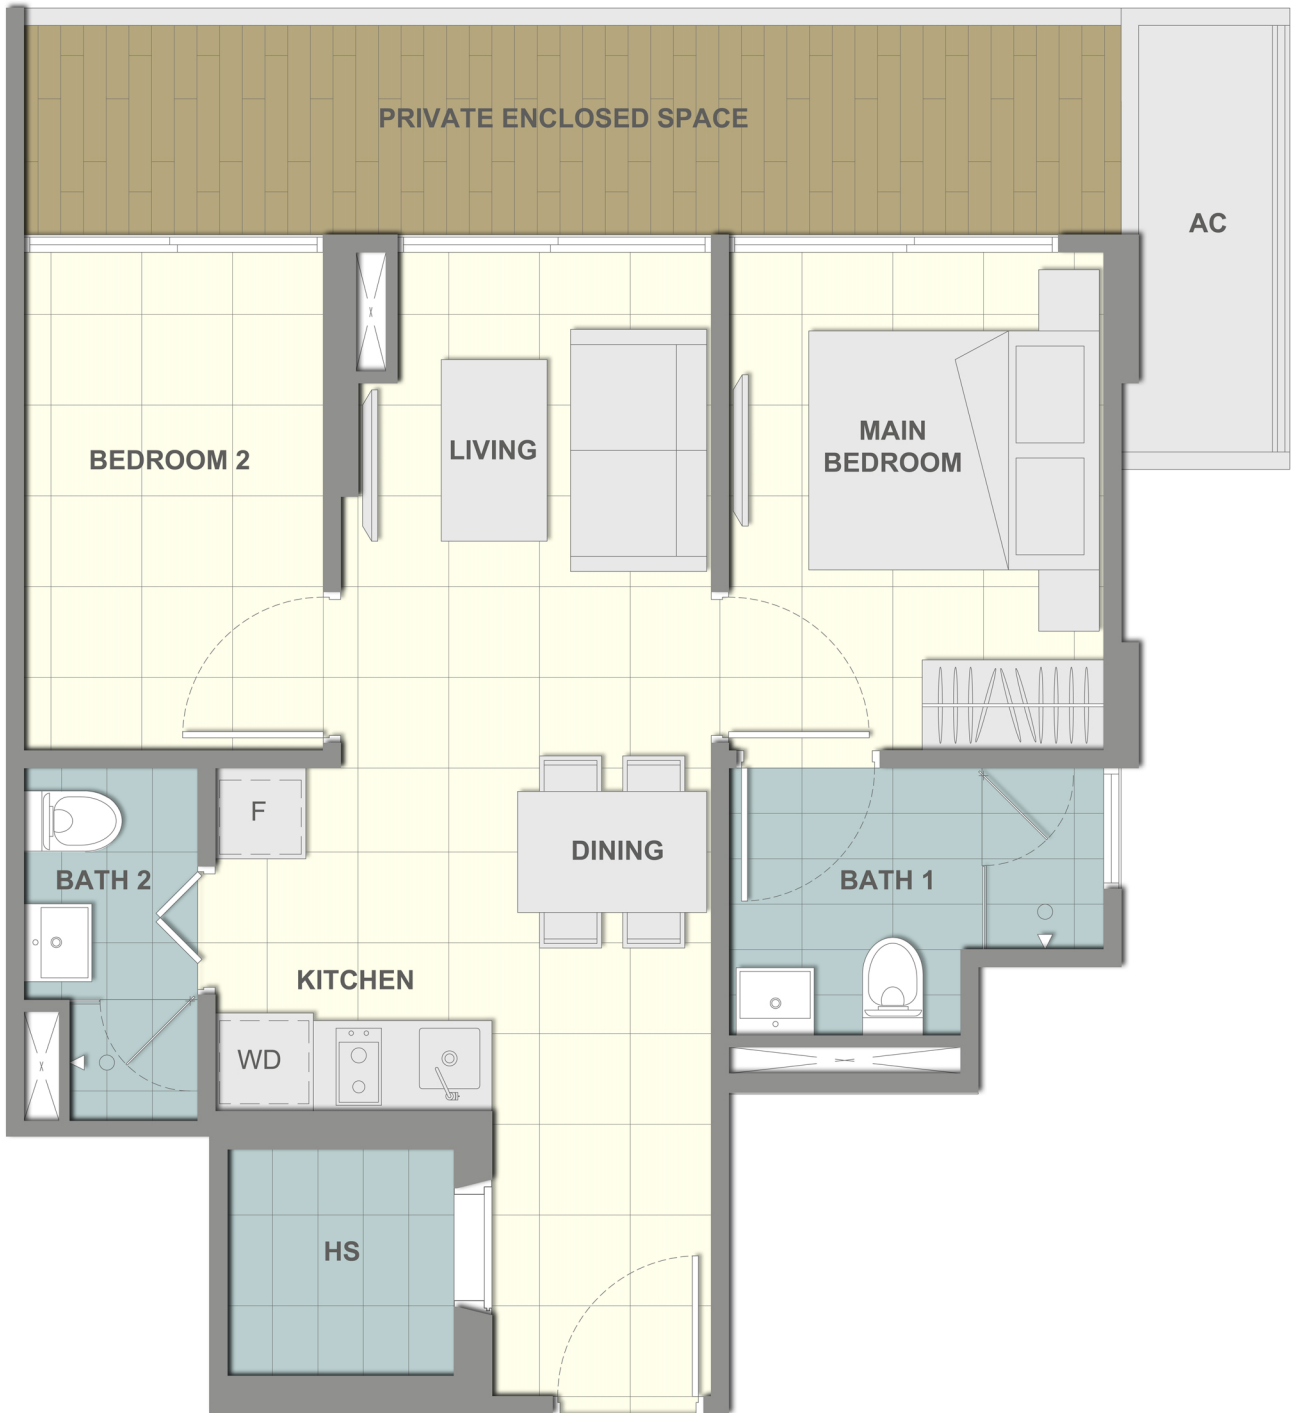 PRIVATE ENCLOSED SPACE
AC
BEDROOM 2
LIVING
MAIN
BEDROOM
F
DINING
BATH 2
BATH 1
KITCHEN
WD
HS